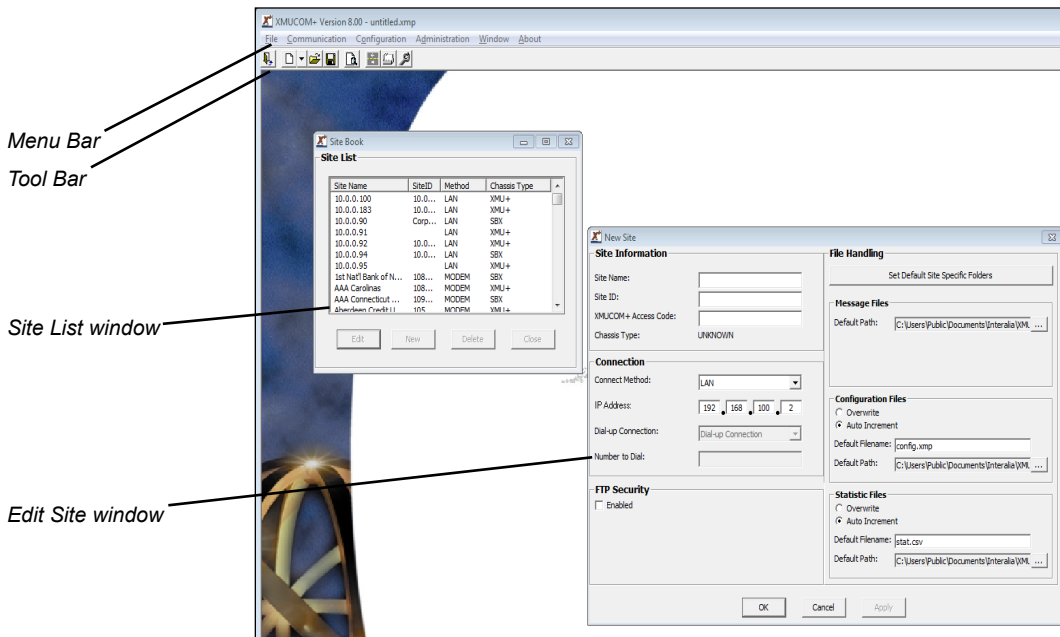 XMUCOM+ Version 8.00 - untitled.xmp
File Communication Configuration Administration Window About
Menu Bar
Tool Bar
Site List window
Edit Site window
Site Book
Site List
Site Name SiteID Method Chassis Type
10.0.0.100 10.0... LAN XMU+
10.0.0.183 10.0... LAN XMU+
10.0.0.90 Corp... LAN SBX
10.0.0.91 LAN XMU+
10.0.0.92 10.0... LAN XMU+
10.0.0.94 10.0... LAN SBX
10.0.0.95 LAN XMU+
1st Nat'l Bank of N... 108... MODEM SBX
AAA Carolinas 108... MODEM XMU+
AAA Connecticut ... 109... MODEM SBX
Aberdeen Credit U 105 MODEM XMU+
Edit New Delete Close
New Site
Site Information
Site Name:
Site ID:
XMUCOM+ Access Code:
Chassis Type: UNKNOWN
Connection
Connect Method: LAN
IP Address: 192 . 168 . 100 . 2
Dial-up Connection: Dial-up Connection
Number to Dial:
FTP Security
Enabled
File Handling
Set Default Site Specific Folders
Message Files
Default Path: C:\Users\Public\Documents\Interalia\XMU ...
Configuration Files
Overwrite
Auto Increment
Default Filename: config.xmp
Default Path: C:\Users\Public\Documents\Interalia\XMU ...
Statistic Files
Overwrite
Auto Increment
Default Filename: stat.csv
Default Path: C:\Users\Public\Documents\Interalia\XMU ...
OK Cancel Apply